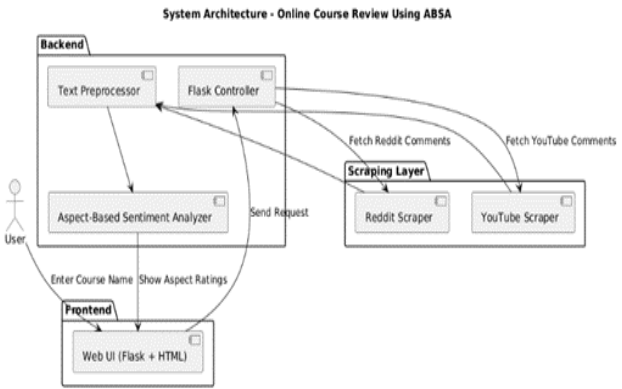 System Architecture - Online Course Review Using ABSA
Backend
Text Preprocessor
Flask Controller
Fetch Reddit Comments
Fetch YouTube Comments
Scraping Layer
Aspect-Based Sentiment Analyzer
Send Request
Reddit Scraper
YouTube Scraper
User
Enter Course Name
Show Aspect Ratings
Frontend
Web UI (Flask + HTML)